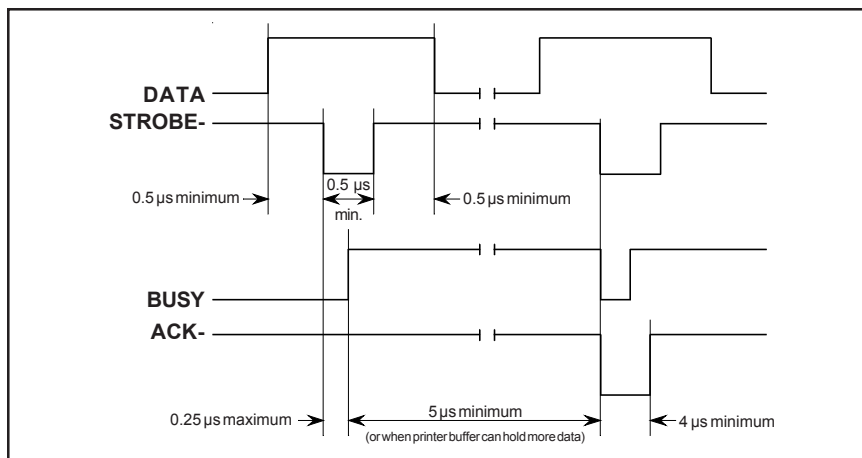 DATA
STROBE-
0.5 µs minimum
0.5 µs
min.
0.5 µs minimum
BUSY
ACK-
0.25 µs maximum
5 µs minimum
(or when printer buffer can hold more data)
4 µs minimum